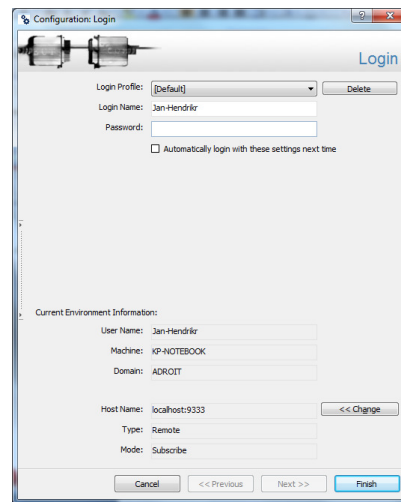 Configuration: Login
Login
Login Profile: [Default] Delete
Login Name: Jan-Hendrikr
Password:
Automatically login with these settings next time
Current Environment Information:
User Name: Jan-Hendrikr
Machine: KP-NOTEBOOK
Domain: ADROIT
Host Name: localhost:9333 << Change
Type: Remote
Mode: Subscribe
Cancel << Previous Next >> Finish